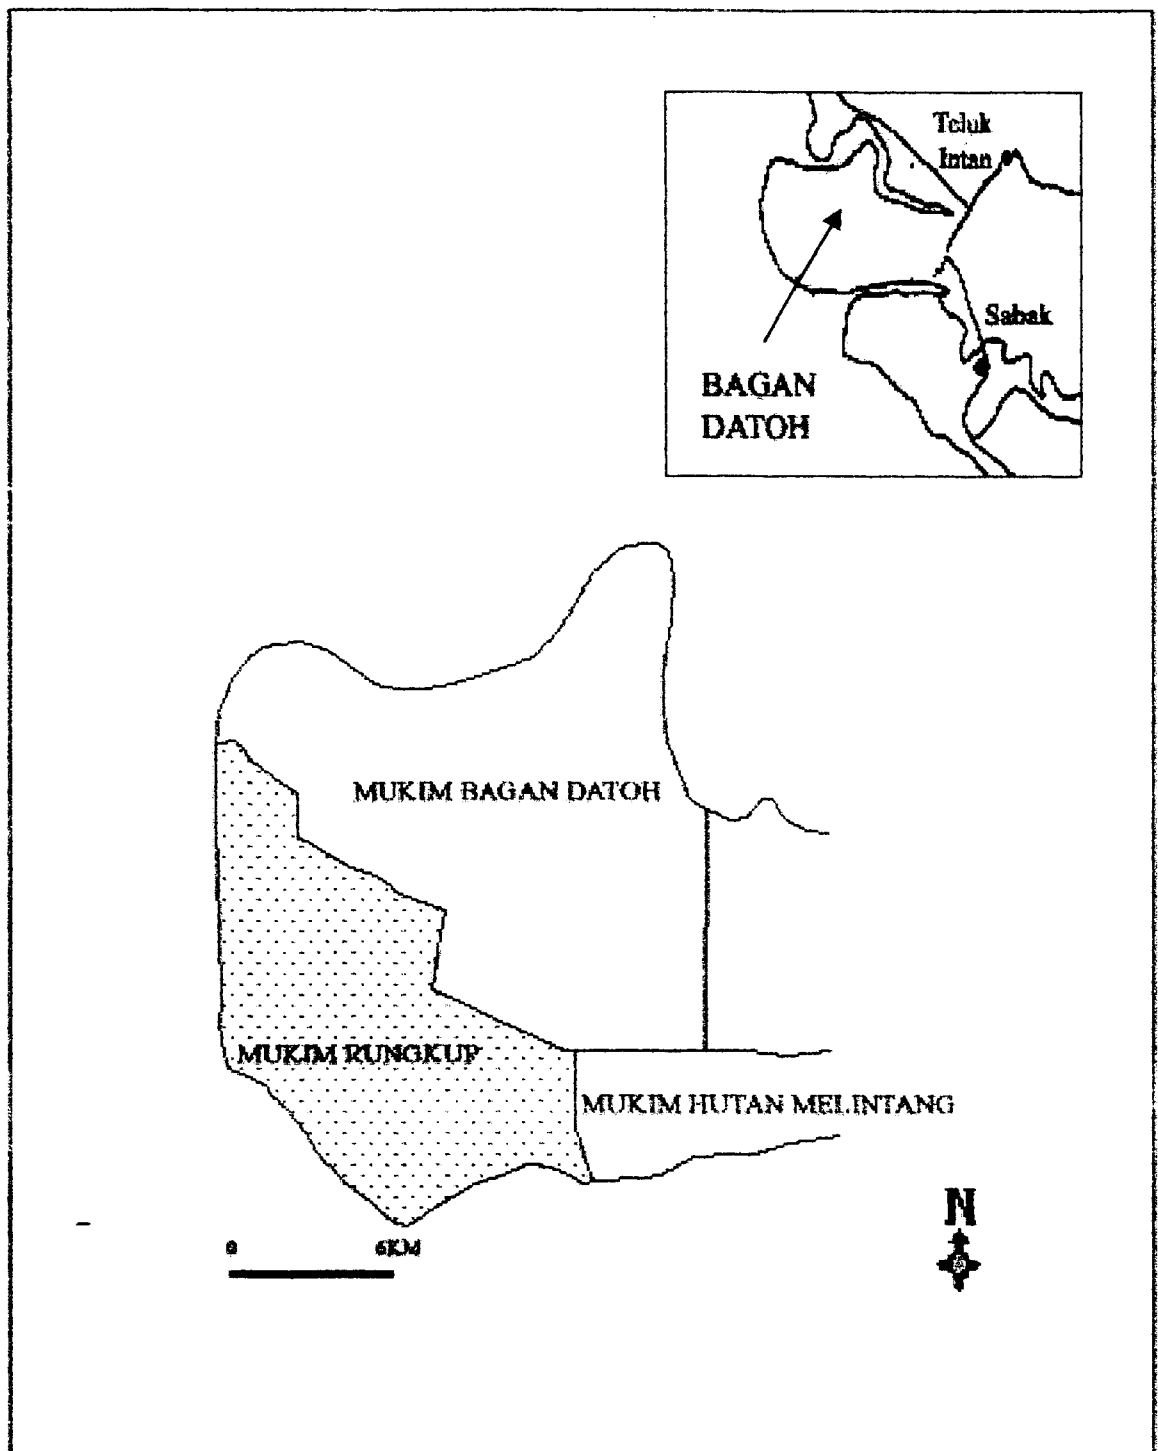 Teluk
Intan
Sabak
BAGAN
DATOH
MUKIM BAGAN DATOH
MUKIM RUNGKUP
MUKIM HUTAN MELINTANG
N
0 6KM